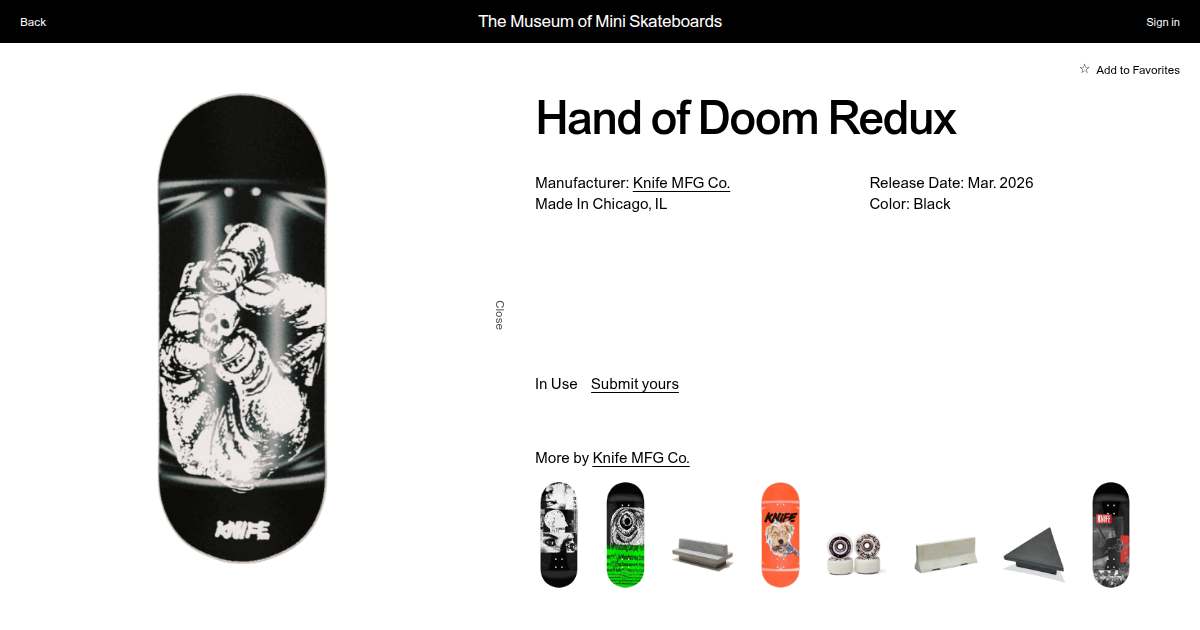 Back
The Museum of Mini Skateboards
Sign in
☆ Add to Favorites
Hand of Doom Redux
Manufacturer: Knife MFG Co.
Made In Chicago, IL
Release Date: Mar. 2026
Color: Black
Close
In Use Submit yours
More by Knife MFG Co.
KNIFE
KNIFE
KNIFE